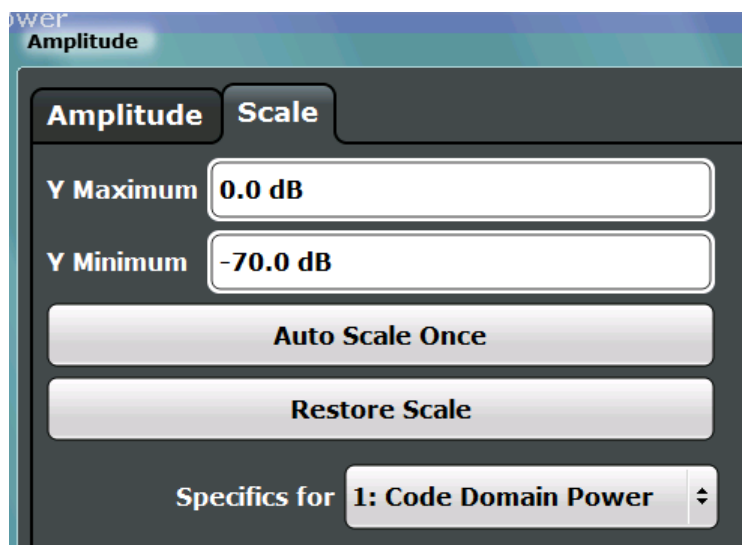 ower
Amplitude
Amplitude Scale
Y Maximum 0.0 dB
Y Minimum -70.0 dB
Auto Scale Once
Restore Scale
Specifics for 1: Code Domain Power